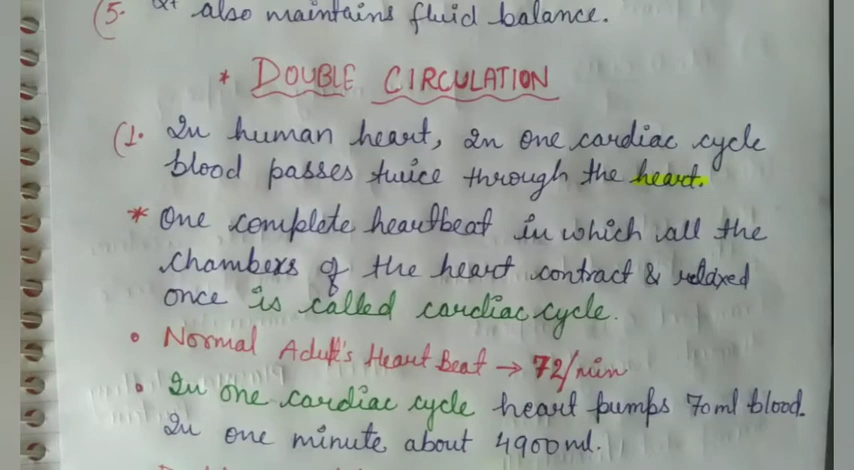 (5. It also maintains fluid balance.
* DOUBLE CIRCULATION
(1. In human heart, In one cardiac cycle
blood passes twice through the heart.
* One complete heartbeat in which all the
chambers of the heart contract & relaxed
once is called cardiac cycle.
• Normal Adult's Heart Beat → 72/min
• In one cardiac cycle heart pumps 70ml blood.
In one minute about 4900ml.